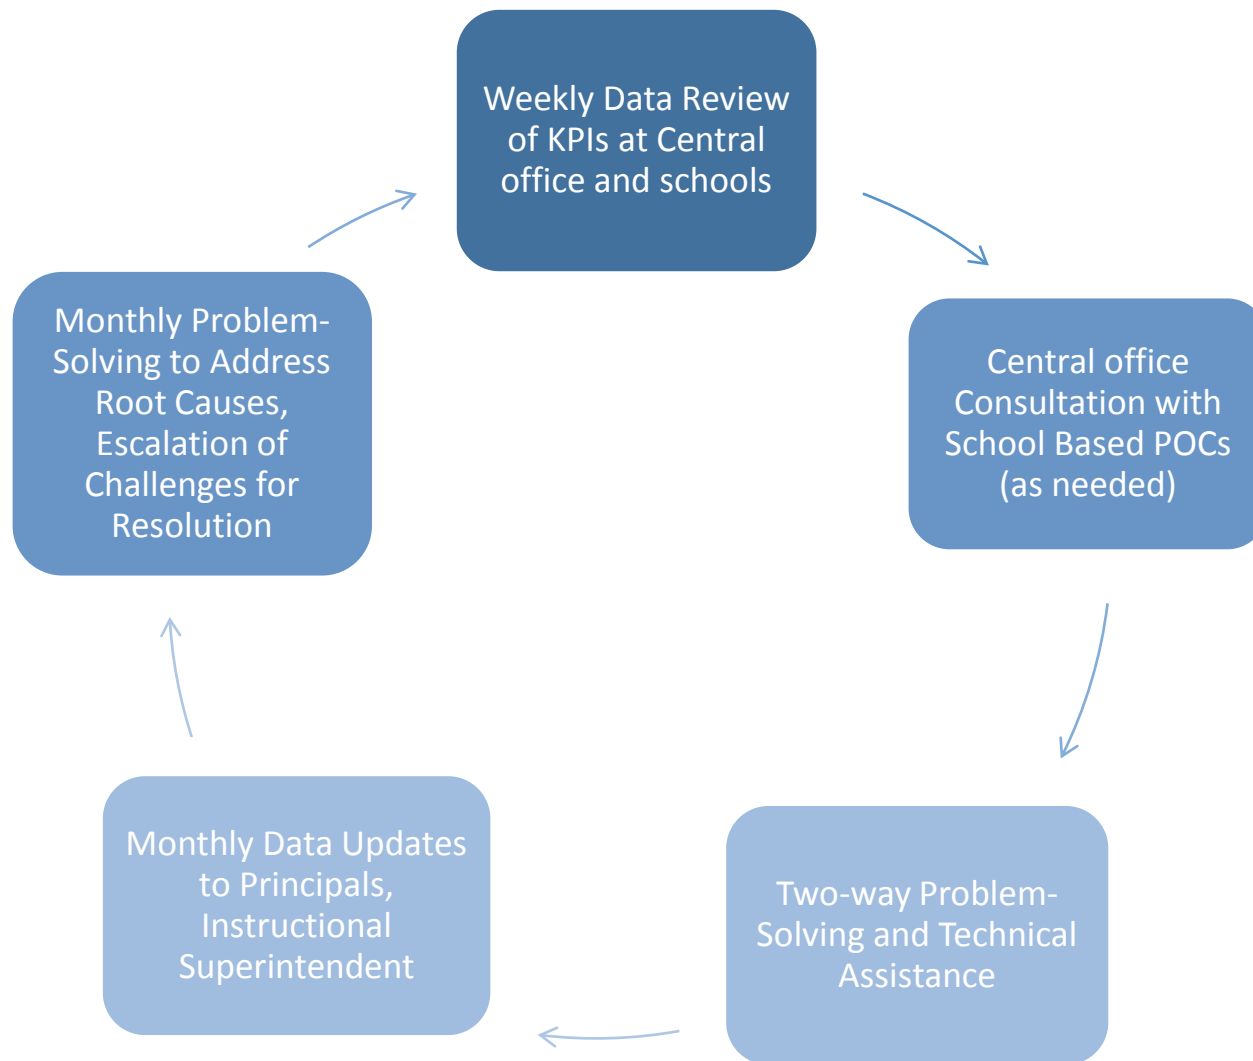 Weekly Data Review
of KPIs at Central
office and schools
Central office
Consultation with
School Based POCs
(as needed)
Two-way Problem-
Solving and Technical
Assistance
Monthly Data Updates
to Principals,
Instructional
Superintendent
Monthly Problem-
Solving to Address
Root Causes,
Escalation of
Challenges for
Resolution